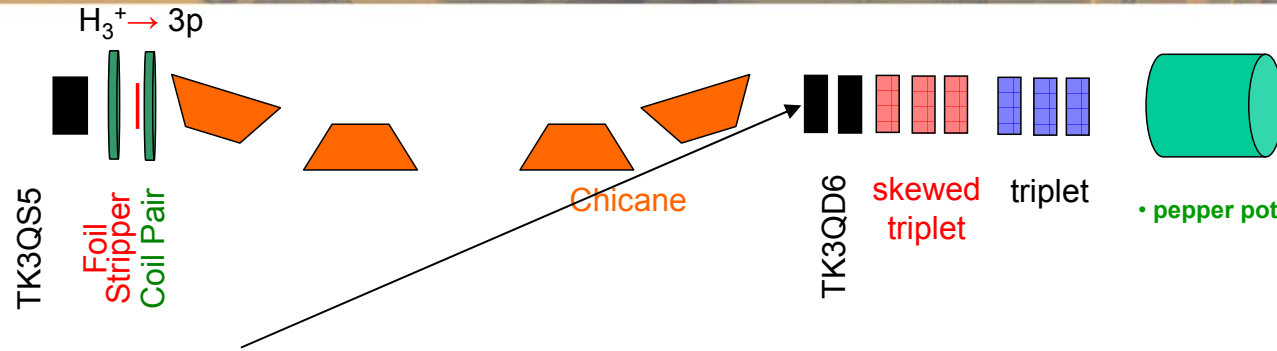 H3+→ 3p
TK3QS5
Foil
Stripper
Coil Pair
Chicane
TK3QD6
skewed
triplet
triplet
• pepper pot